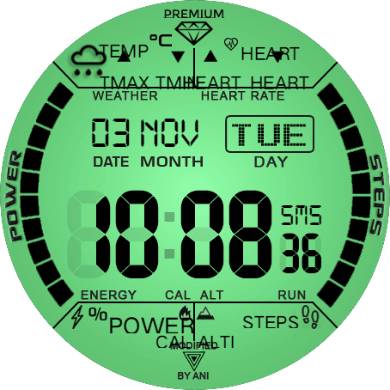 PREMIUM
TEMP °C HEART
TMAX TMIN HEART HEART
WEATHER HEART RATE
03 NOV TUE
DATE MONTH DAY
POWER
STEPS
10:08 SMS
36
ENERGY CAL ALT RUN
% POWER STEPS
CAL ALTI
MODIFIED
BY ANI